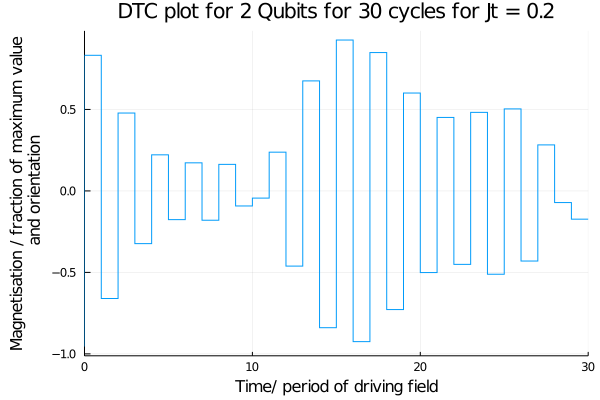 DTC plot for 2 Qubits for 30 cycles for Jt = 0.2
Magnetisation / fraction of maximum value
and orientation
0.5
0.0
−0.5
−1.0
0
10
20
30
Time/ period of driving field